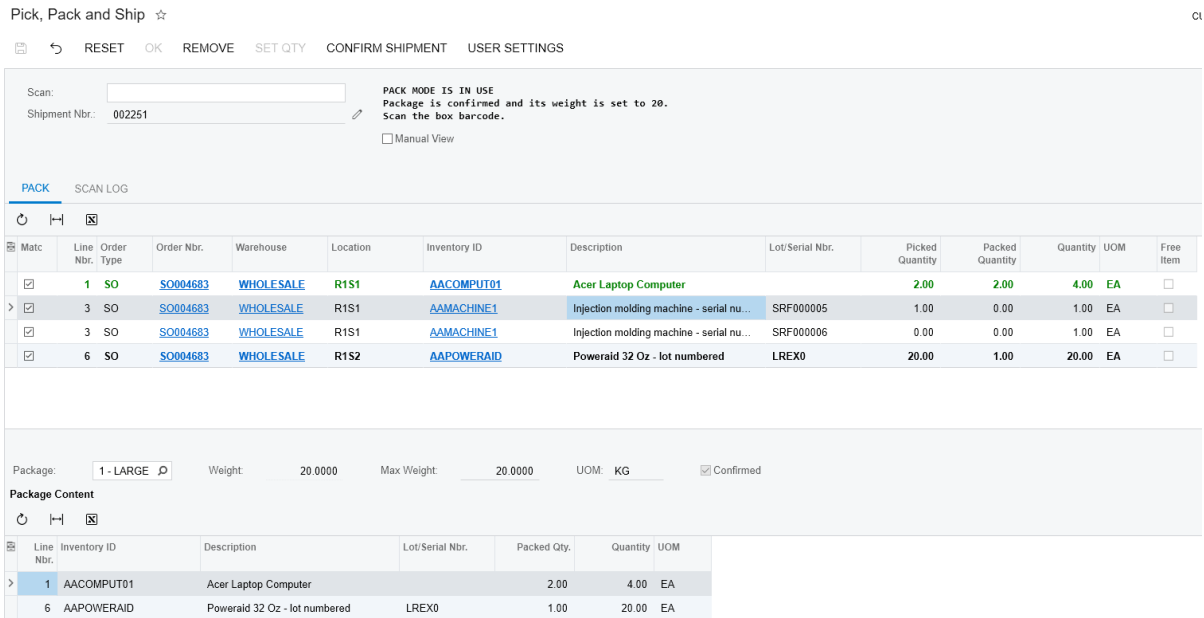 Pick, Pack and Ship
RESET OK REMOVE SET QTY CONFIRM SHIPMENT USER SETTINGS
Scan:
Shipment Nbr.: 002251
PACK MODE IS IN USE
Package is confirmed and its weight is set to 20.
Scan the box barcode.
Manual View
PACK SCAN LOG
Matc Line Nbr. Order Type Order Nbr. Warehouse Location Inventory ID Description Lot/Serial Nbr. Picked Quantity Packed Quantity Quantity UOM Free Item
1 SO SO004683 WHOLESALE R1S1 AACOMPUT01 Acer Laptop Computer 2.00 2.00 4.00 EA
3 SO SO004683 WHOLESALE R1S1 AAMACHINE1 Injection molding machine - serial nu... SRF000005 1.00 0.00 1.00 EA
3 SO SO004683 WHOLESALE R1S1 AAMACHINE1 Injection molding machine - serial nu... SRF000006 0.00 0.00 1.00 EA
6 SO SO004683 WHOLESALE R1S2 AAPOWERAID Poweraid 32 Oz - lot numbered LREX0 20.00 1.00 20.00 EA
Package: 1 - LARGE Weight: 20.0000 Max Weight: 20.0000 UOM: KG Confirmed
Package Content
Line Nbr. Inventory ID Description Lot/Serial Nbr. Packed Qty. Quantity UOM
1 AACOMPUT01 Acer Laptop Computer 2.00 4.00 EA
6 AAPOWERAID Poweraid 32 Oz - lot numbered LREX0 1.00 20.00 EA